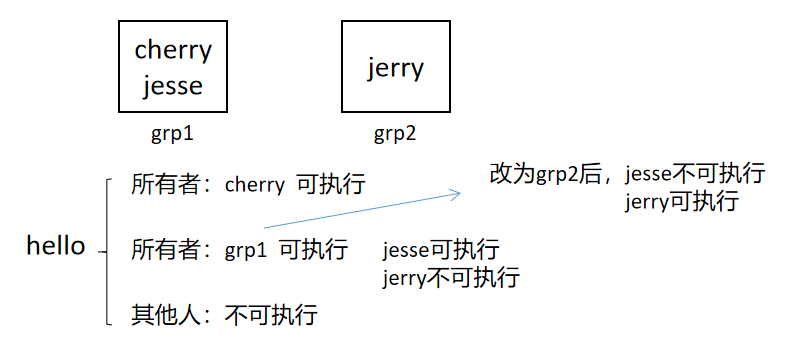 cherry
jesse
jerry
grp1
grp2
所有者：cherry 可执行
改为grp2后，jesse不可执行
jerry可执行
hello
所有者：grp1 可执行
jesse可执行
jerry不可执行
其他人：不可执行